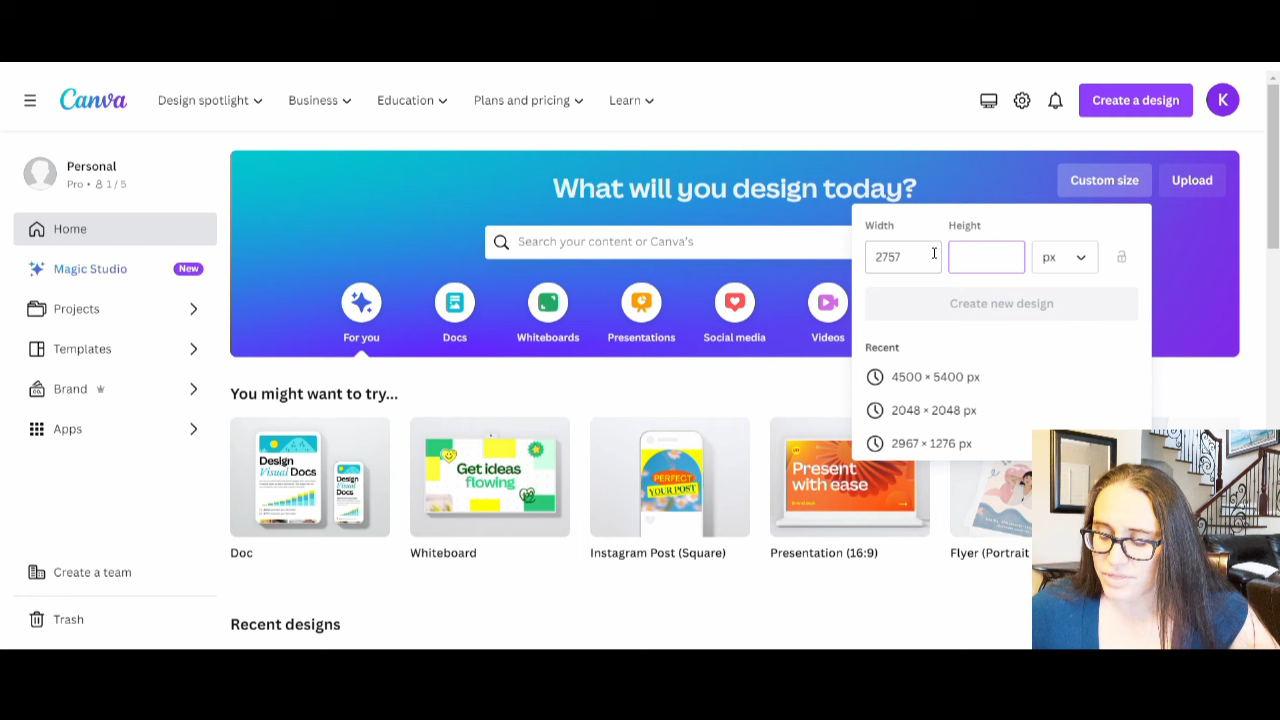 Canva
Design spotlight
Business
Education
Plans and pricing
Learn
Create a design
K
Personal
Pro • 1 / 5
Home
Magic Studio
New
Projects
Templates
Brand
Apps
Create a team
Trash
What will you design today?
Custom size
Upload
Search your content or Canva's
For you
Docs
Whiteboards
Presentations
Social media
Videos
Width
Height
2757
px
Create new design
Recent
4500 × 5400 px
2048 × 2048 px
2967 × 1276 px
You might want to try...
Design
Visual Docs
Design
Visual
Docs
Get ideas
flowing
PERFECT
YOUR POST
Present
with ease
Doc
Whiteboard
Instagram Post (Square)
Presentation (16:9)
Flyer (Portrait
Recent designs